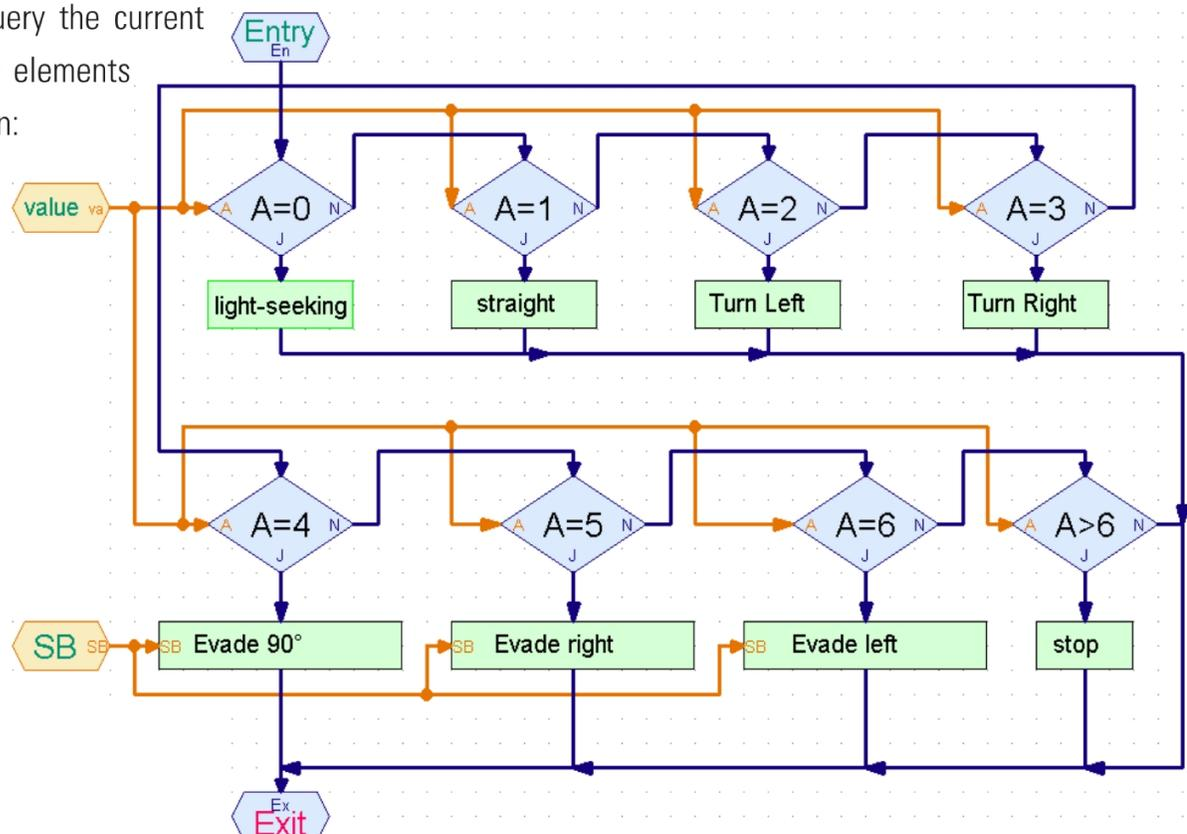 uery the current
elements
n:
Entry
En
value va
A A=0 N
J
A A=1 N
J
A A=2 N
J
A A=3 N
J
light-seeking
straight
Turn Left
Turn Right
A A=4 N
J
A A=5 N
J
A A=6 N
J
A A>6 N
J
SB SB
SB Evade 90°
SB Evade right
SB Evade left
stop
Ex
Exit